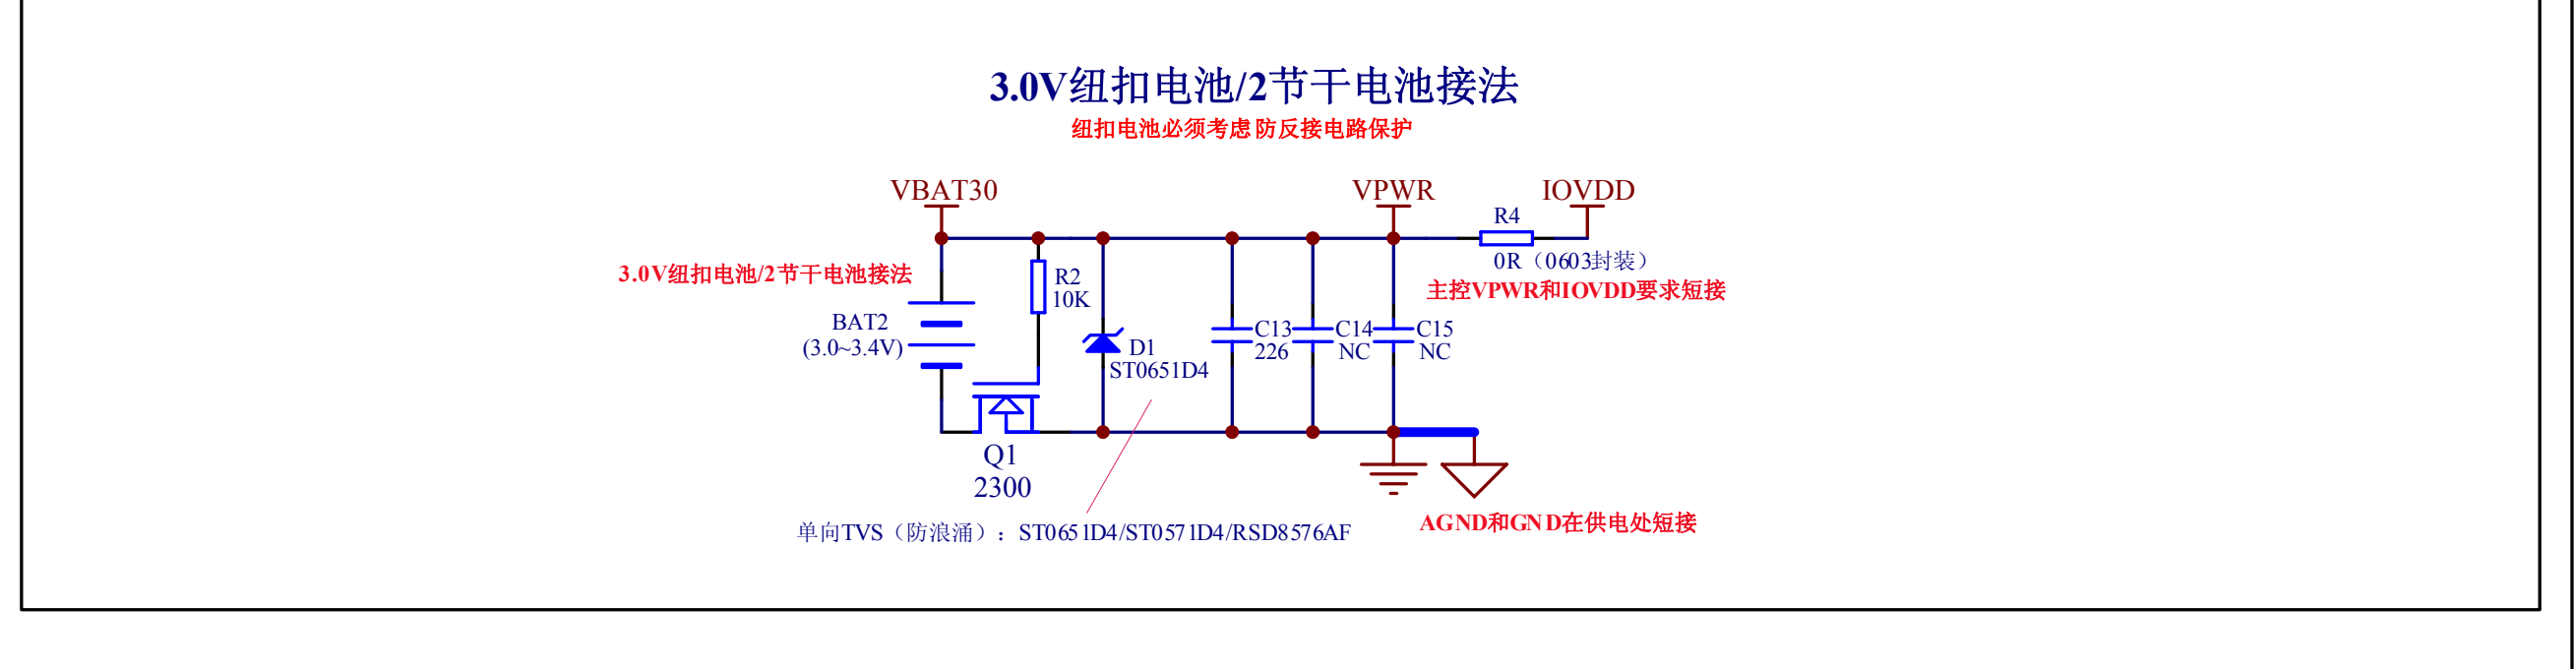 3.0V纽扣电池/2节干电池接法
纽扣电池必须考虑防反接电路保护
VBAT30
VPWR
IOVDD
R4
0R（0603封装）
3.0V纽扣电池/2节干电池接法
R2
10K
主控VPWR和IOVDD要求短接
BAT2
(3.0~3.4V)
D1
ST0651D4
C13
226
C14
NC
C15
NC
Q1
2300
单向TVS（防浪涌）：ST0651D4/ST0571D4/RSD8576AF
AGND和GND在供电处短接